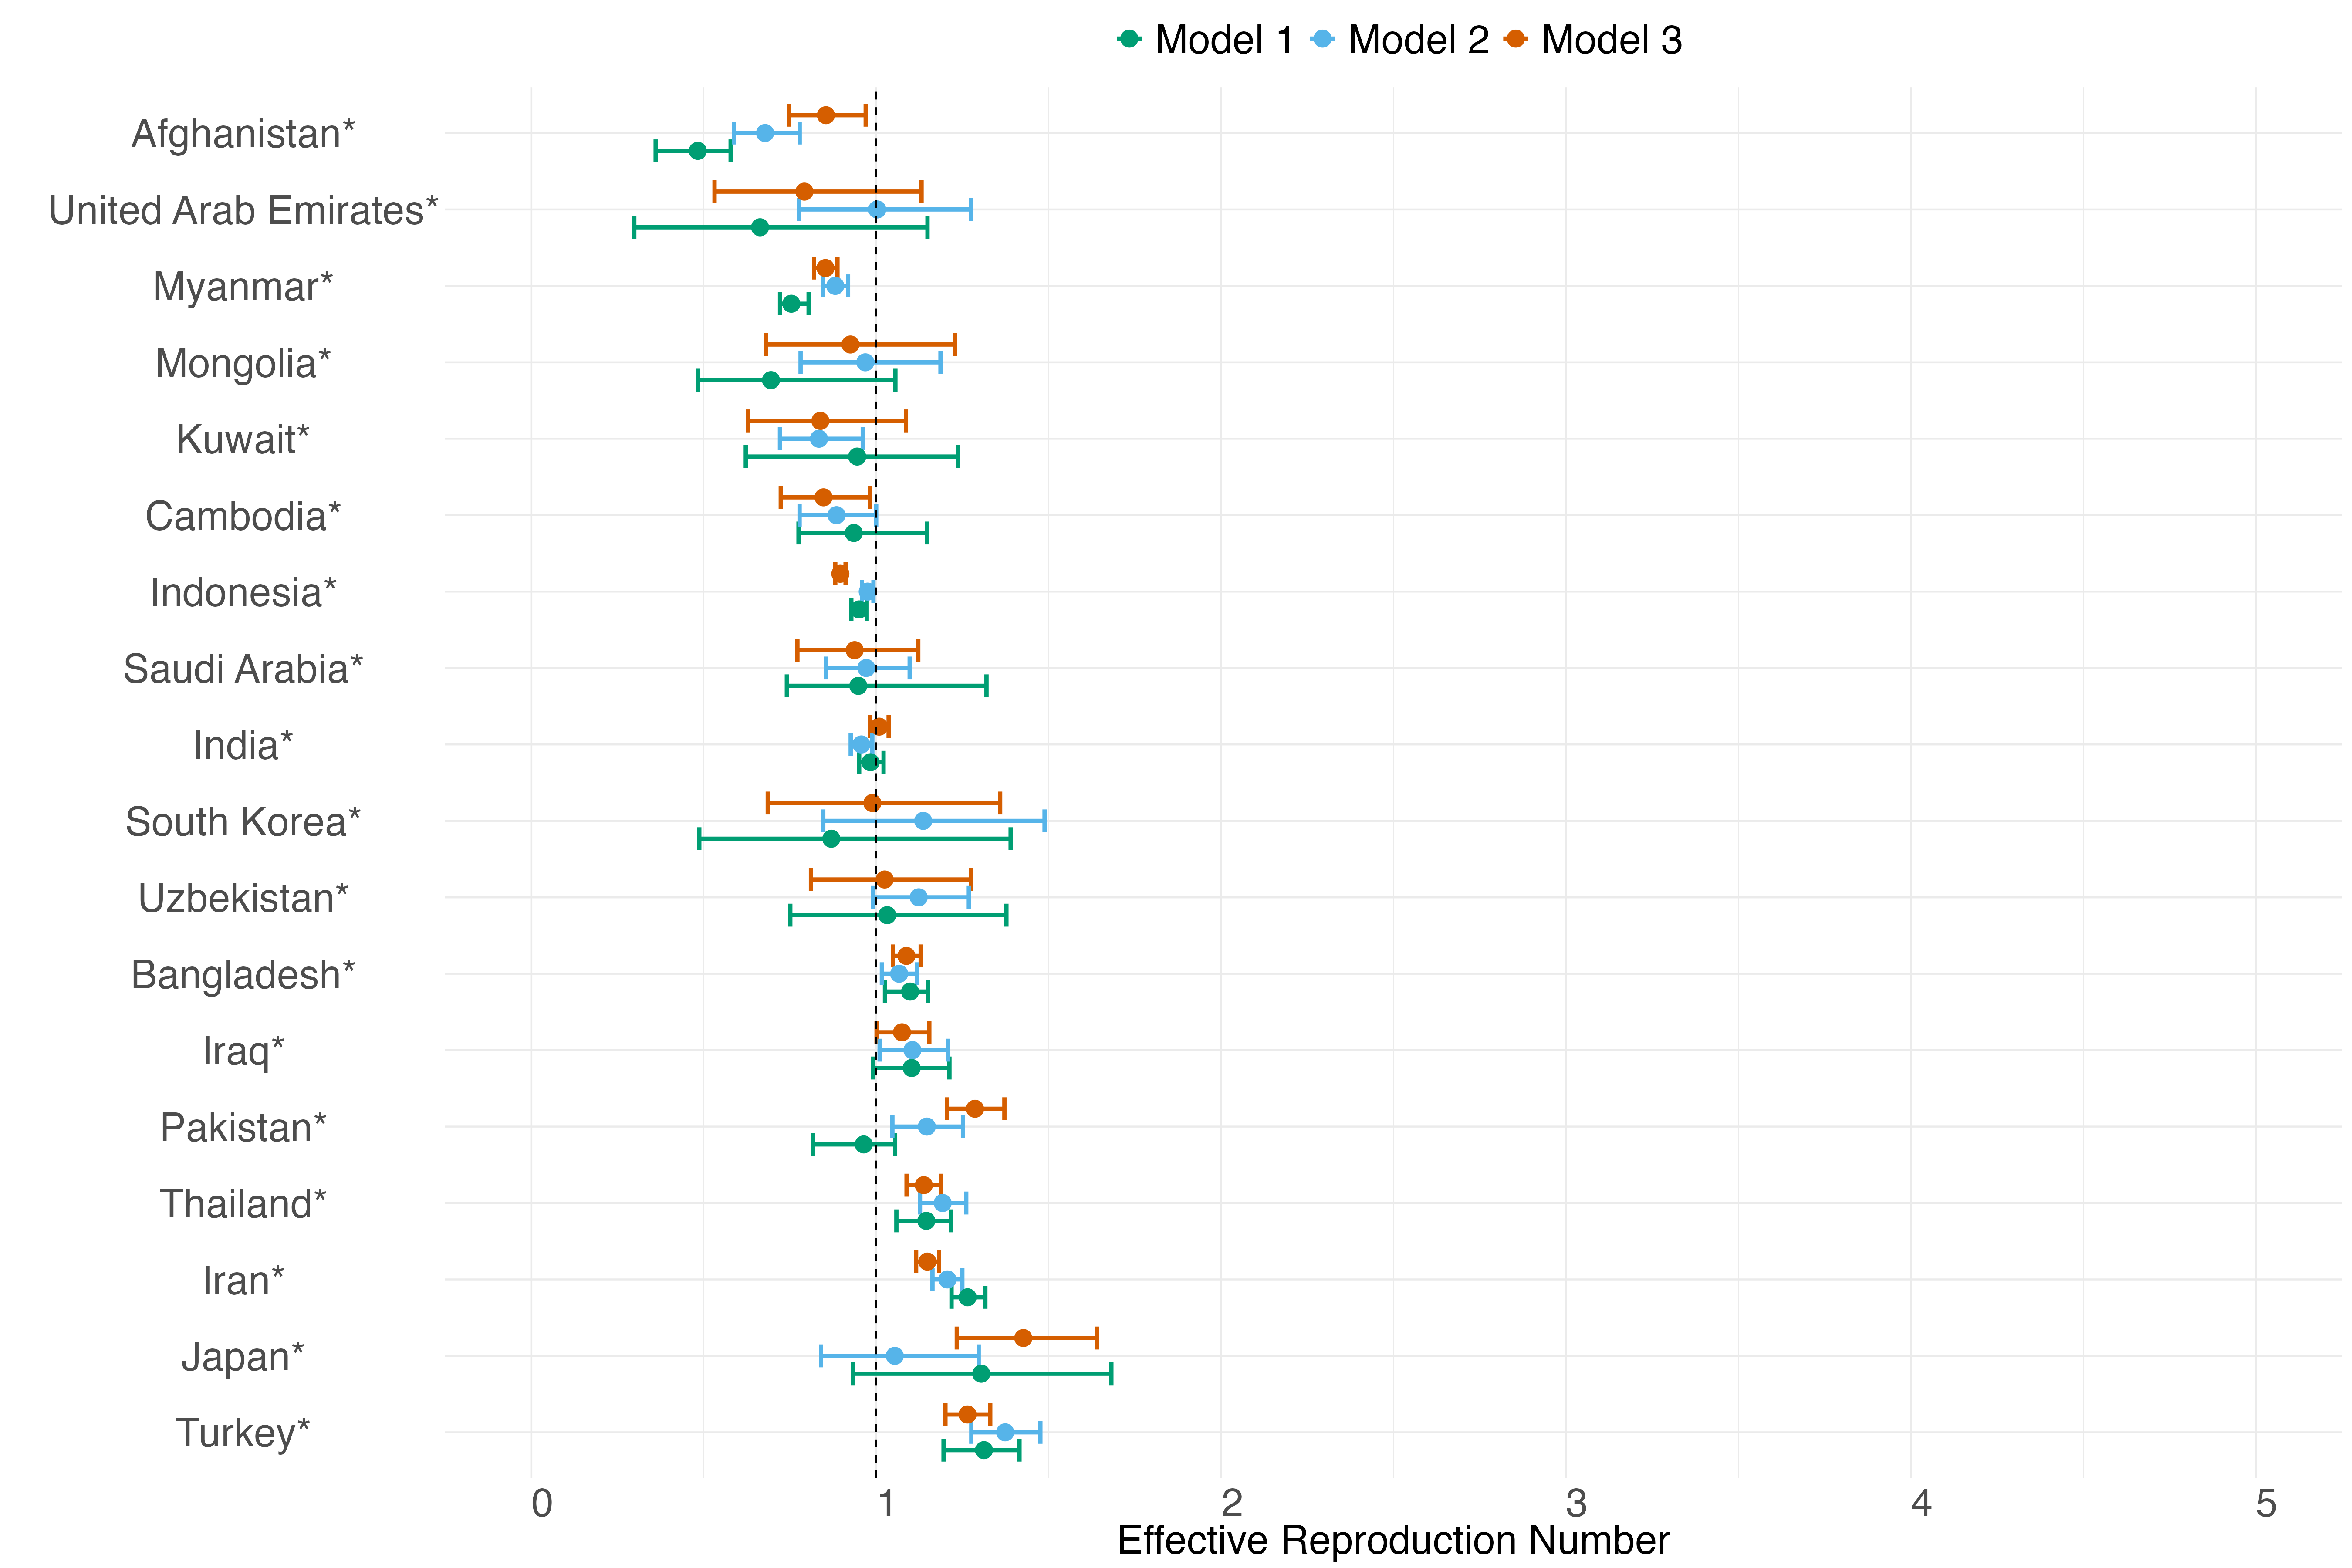 Model 1 Model 2 Model 3
Afghanistan*
United Arab Emirates*
Myanmar*
Mongolia*
Kuwait*
Cambodia*
Indonesia*
Saudi Arabia*
India*
South Korea*
Uzbekistan*
Bangladesh*
Iraq*
Pakistan*
Thailand*
Iran*
Japan*
Turkey*
0 1 2 3 4 5
Effective Reproduction Number